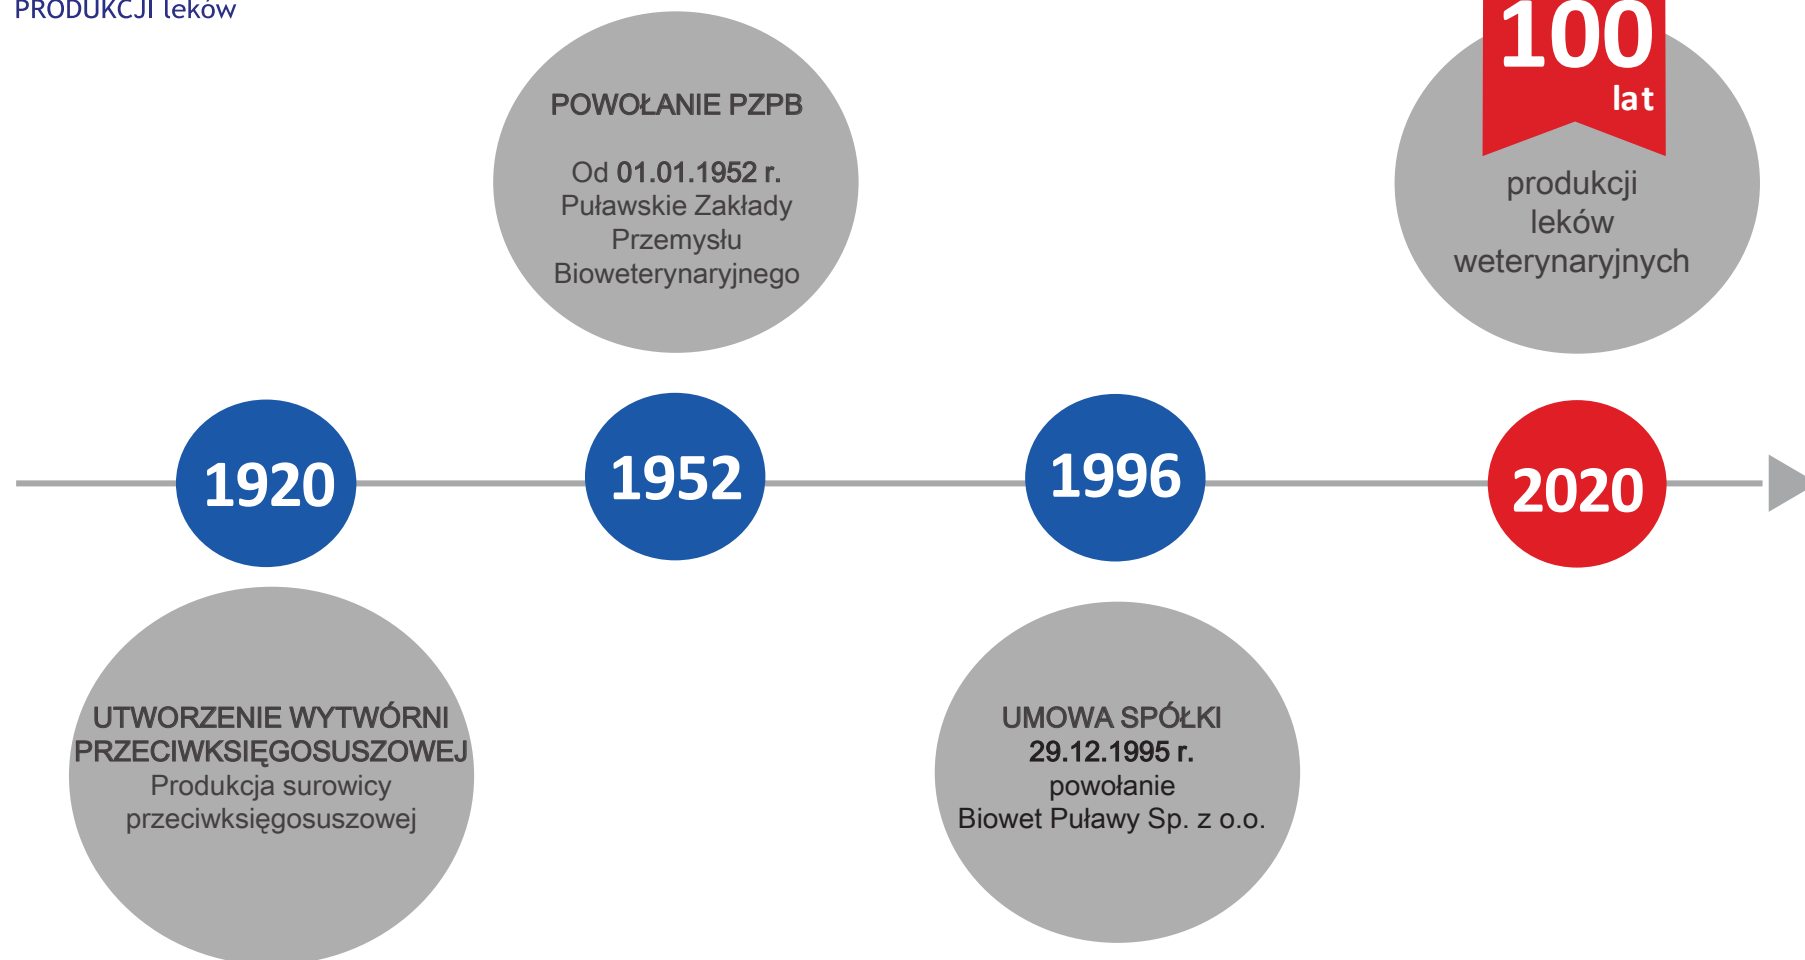 PRODUKCJI leków
POWOŁANIE PZPB
Od 01.01.1952 r.
Puławskie Zakłady
Przemysłu
Bioweterynaryjnego
100
lat
produkcji
leków
weterynaryjnych
1920
1952
1996
2020
UTWORZENIE WYTWÓRNI
PRZECIWKSIĘGOSUSZOWEJ
Produkcja surowicy
przeciwksięgosuszowej
UMOWA SPÓŁKI
29.12.1995 r.
powołanie
Biowet Puławy Sp. z o.o.